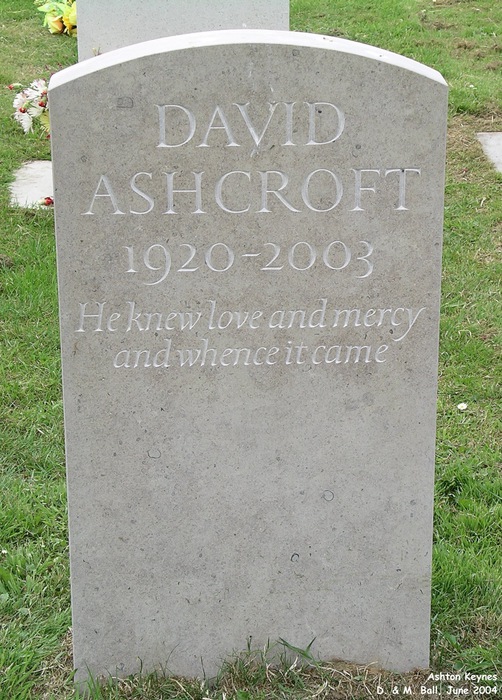 DAVID
ASHCROFT
1920-2003
He knew love and mercy
and whence it came
Ashton Keynes
D. & M. Ball, June 2004